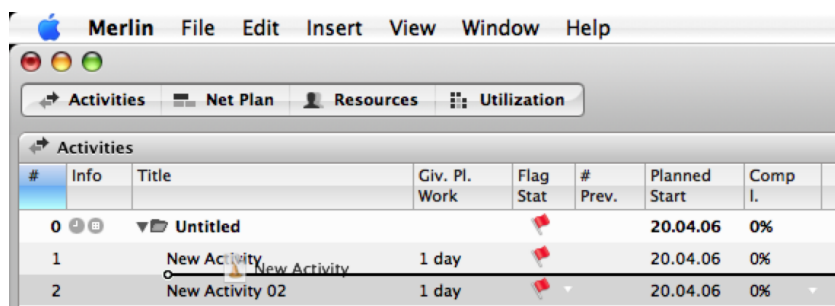 Merlin File Edit Insert View Window Help
Activities Net Plan Resources Utilization
Activities
# Info Title Giv. Pl. Work Flag Stat # Prev. Planned Start Comp l.
0 Untitled 20.04.06 0%
1 New Activity 1 day 20.04.06 0%
New Activity
2 New Activity 02 1 day 20.04.06 0%